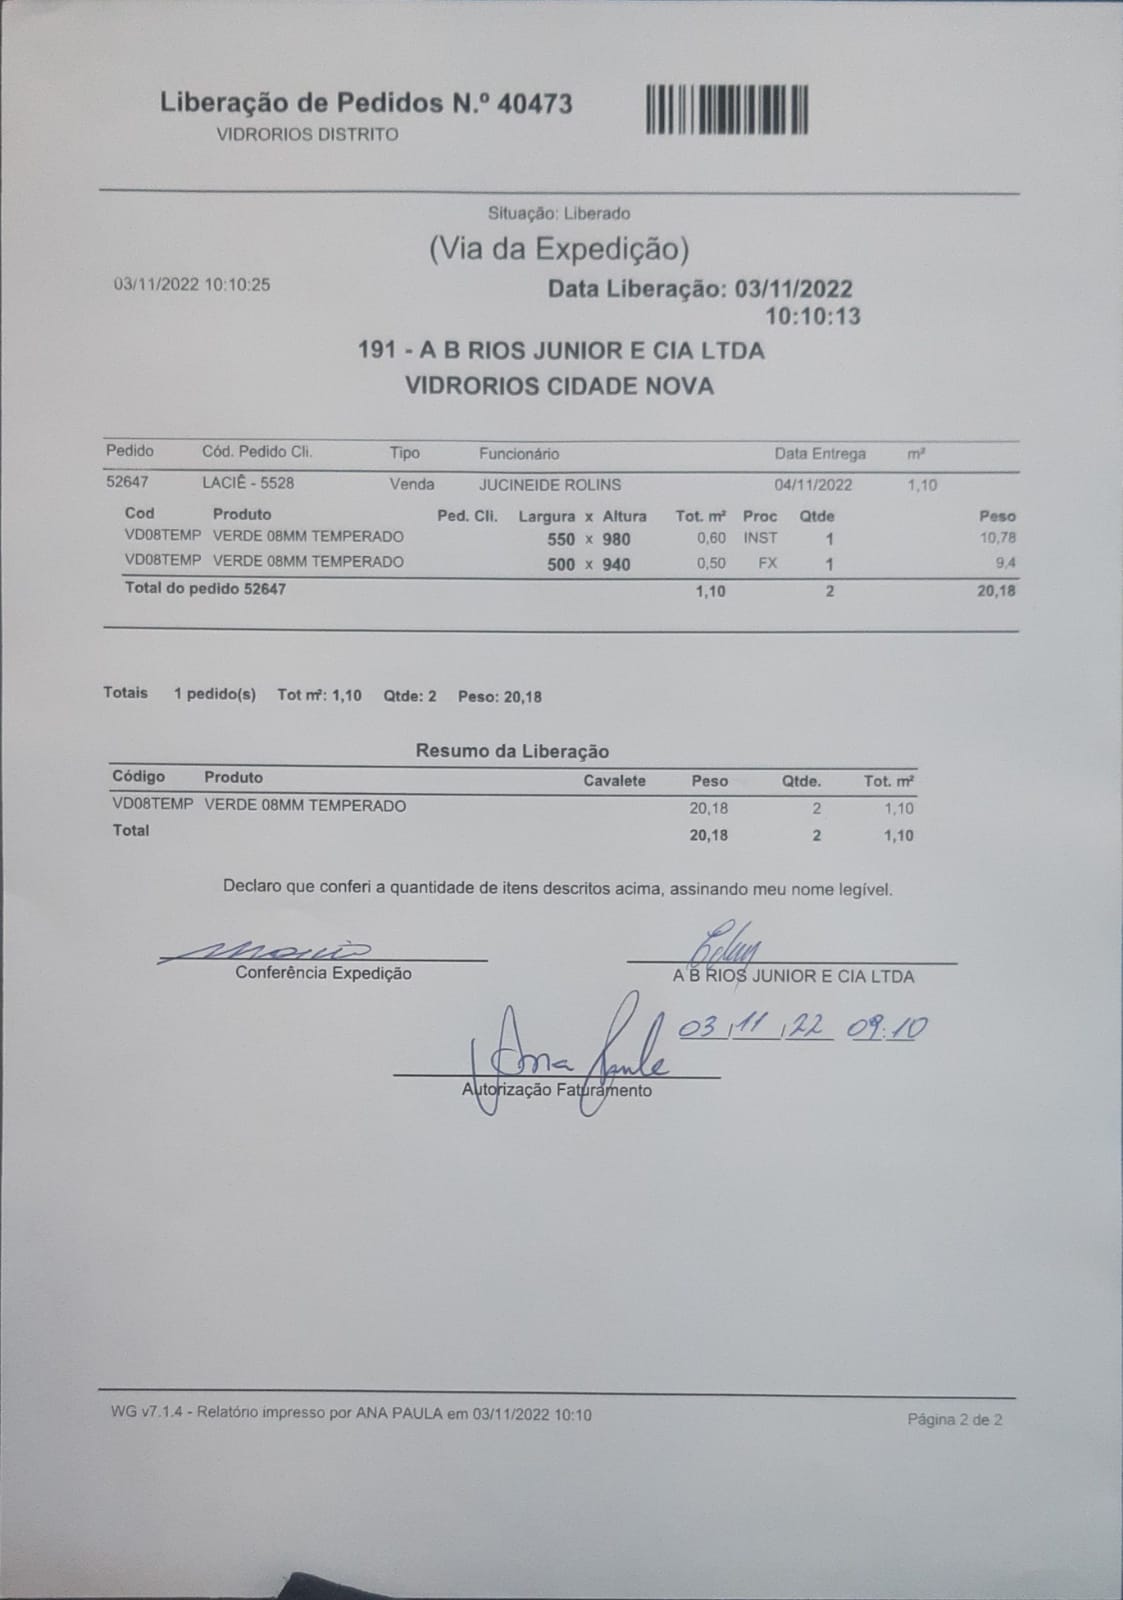 Liberação de Pedidos N.º 40473
VIDRORIOS DISTRITO
Situação: Liberado
(Via da Expedição)
03/11/2022 10:10:25
Data Liberação: 03/11/2022
10:10:13
191 - A B RIOS JUNIOR E CIA LTDA
VIDRORIOS CIDADE NOVA
Pedido Cód. Pedido Cli. Tipo Funcionário Data Entrega m²
52647 LACIÊ - 5528 Venda JUCINEIDE ROLINS 04/11/2022 1,10
Cod Produto Ped. Cli. Largura x Altura Tot. m² Proc Qtde Peso
VD08TEMP VERDE 08MM TEMPERADO 550 x 980 0,60 INST 1 10,78
VD08TEMP VERDE 08MM TEMPERADO 500 x 940 0,50 FX 1 9,4
Total do pedido 52647 1,10 2 20,18
Totais 1 pedido(s) Tot m²: 1,10 Qtde: 2 Peso: 20,18
Resumo da Liberação
Código Produto Cavalete Peso Qtde. Tot. m²
VD08TEMP VERDE 08MM TEMPERADO 20,18 2 1,10
Total 20,18 2 1,10
Declaro que conferi a quantidade de itens descritos acima, assinando meu nome legível.
Conferência Expedição
A B RIOS JUNIOR E CIA LTDA
03/11/22 09:10
Ana Paula
Autorização Faturamento
WG v7.1.4 - Relatório impresso por ANA PAULA em 03/11/2022 10:10
Página 2 de 2